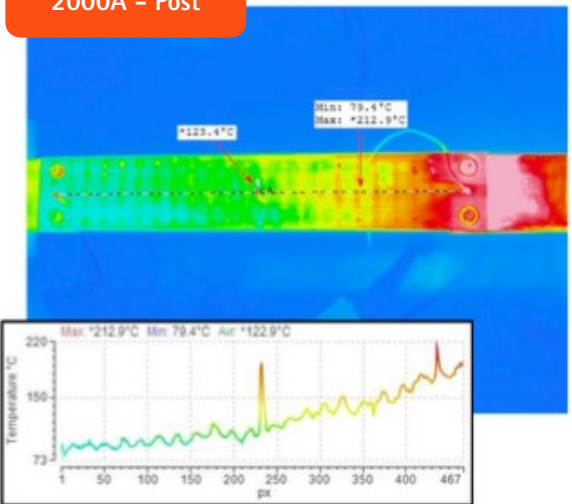 2000A – Post
Min: 79.4°C
Max: *212.9°C
*123.4°C
Max: *212.9°C Min: 79.4°C Avr: *122.9°C
Temperature °C
220
150
73
1 50 100 150 200 250 300 350 400 467
px